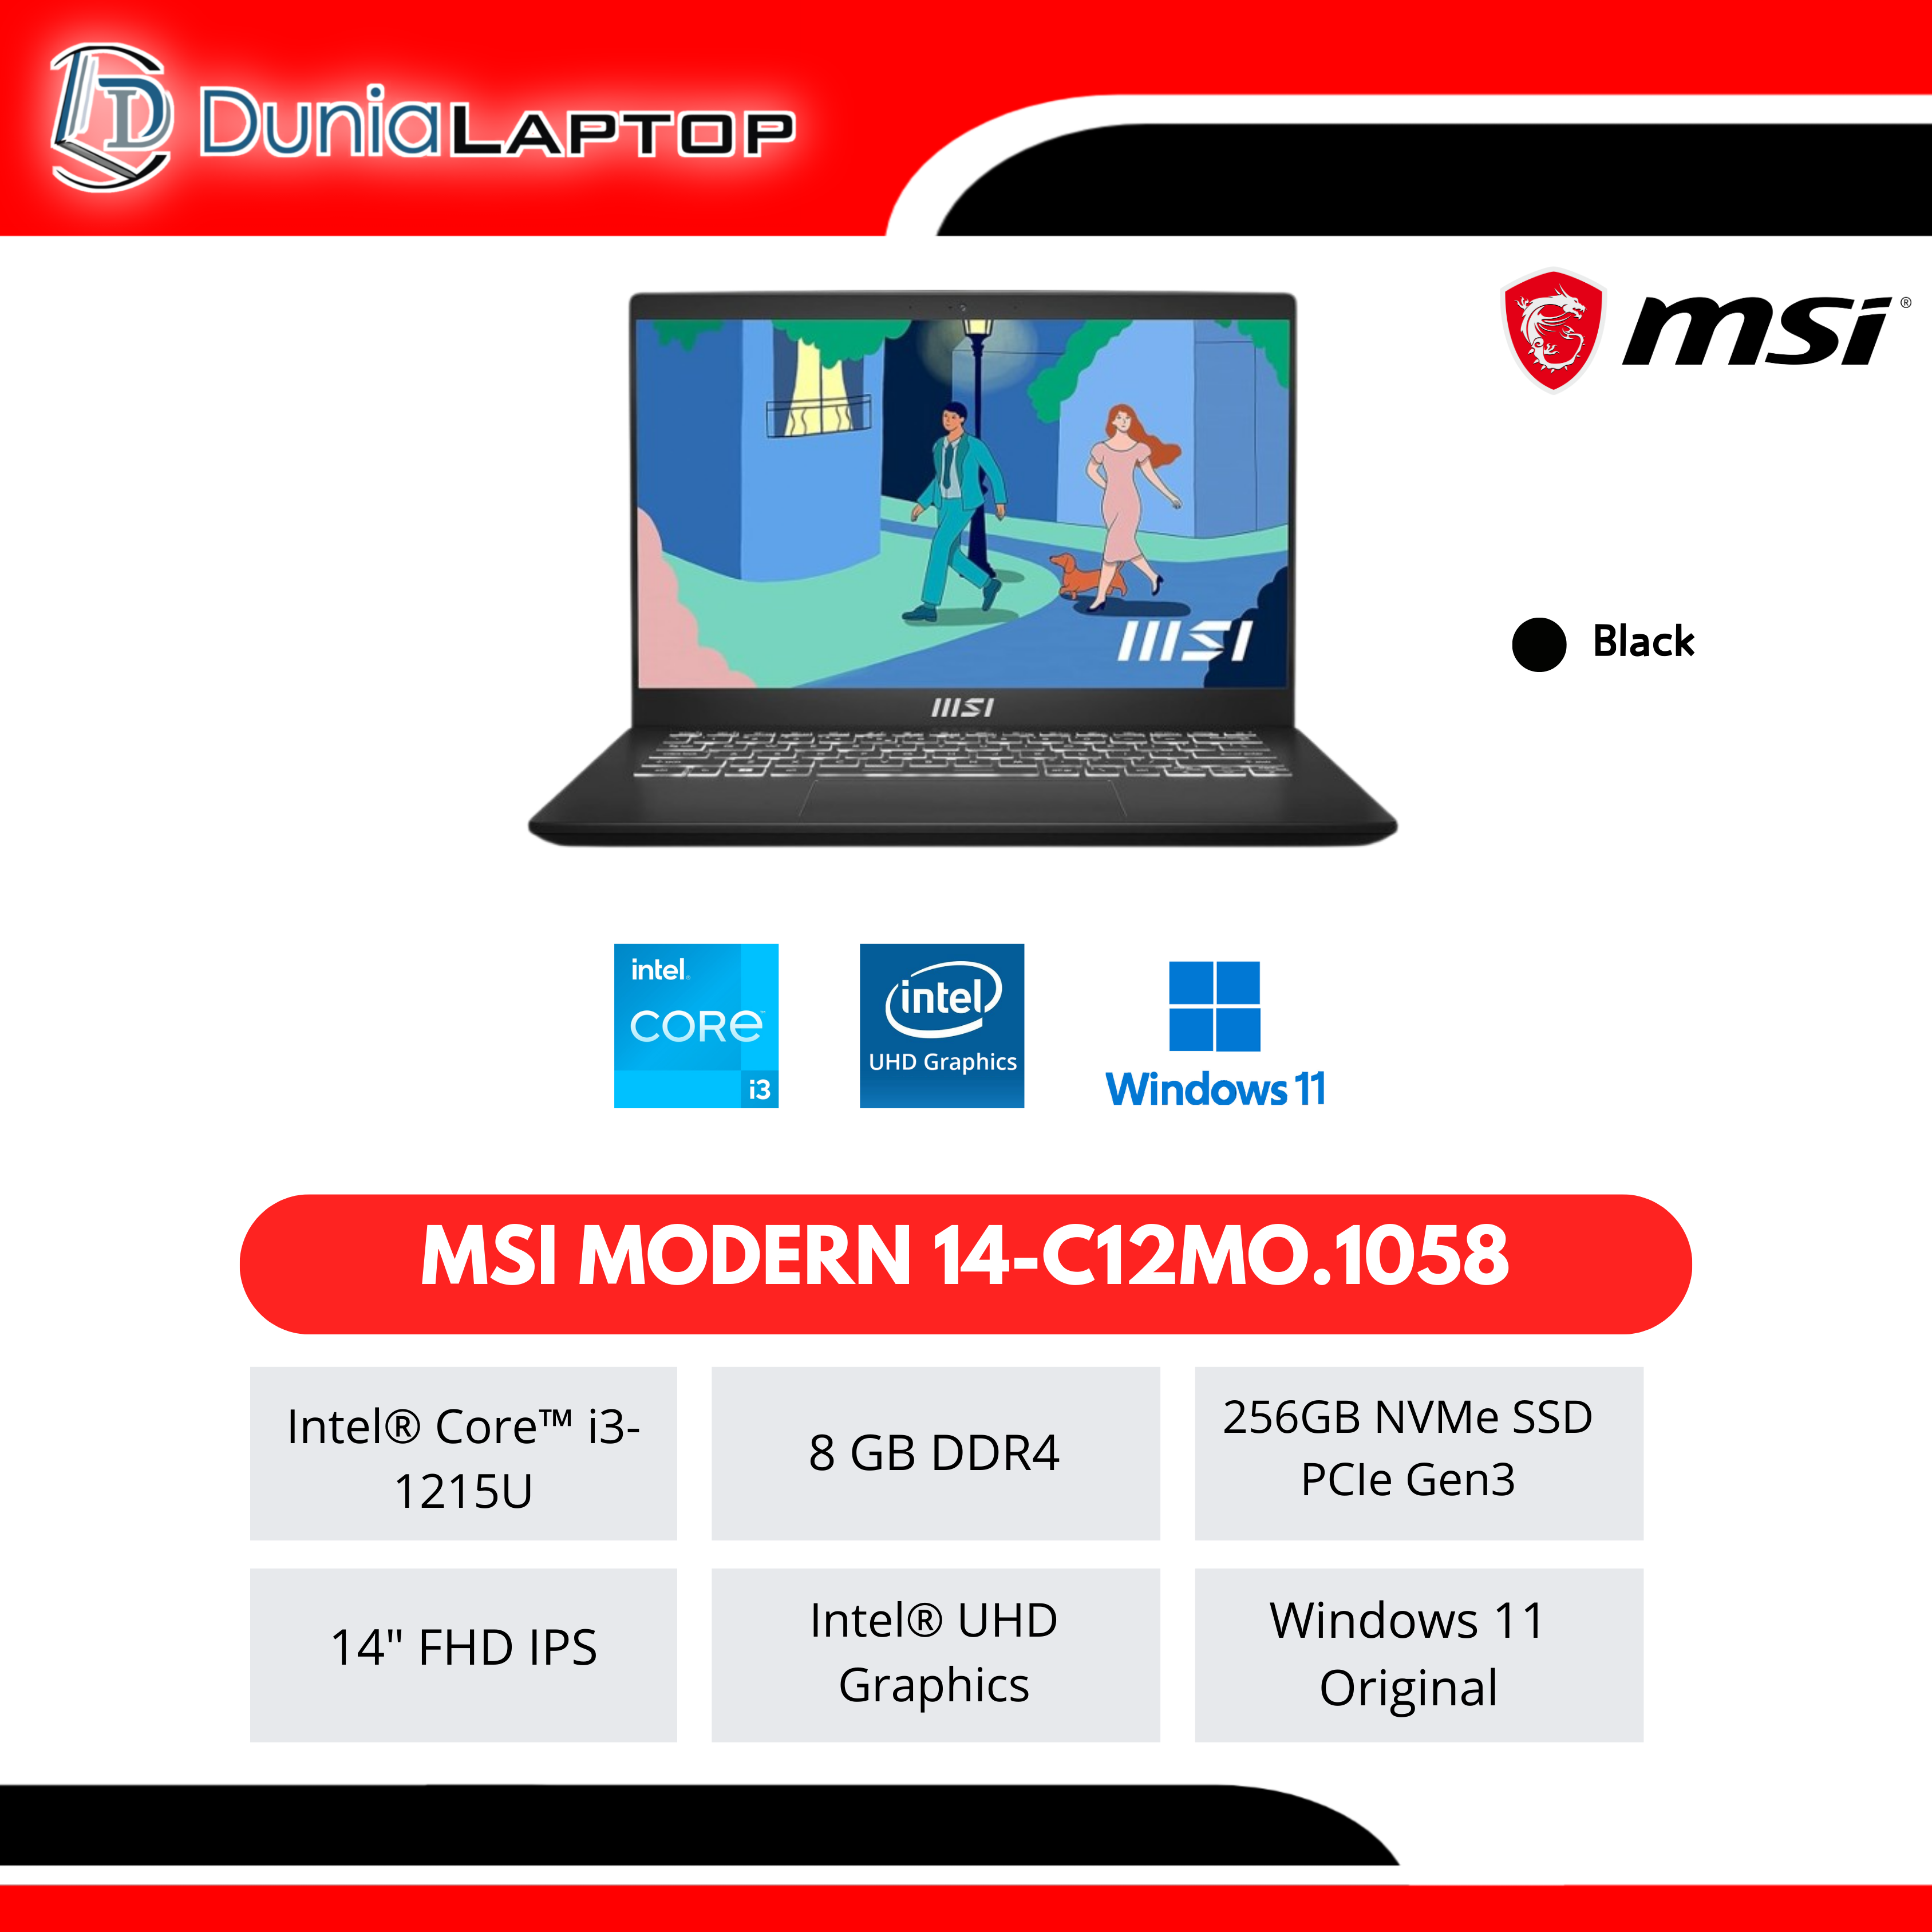 DuniaLAPTOP
msi®
MSI
Black
MSI
intel®
CORE™
i3
intel
UHD Graphics
Windows 11
MSI MODERN 14-C12MO.1058
Intel® Core™ i3-
1215U
8 GB DDR4
256GB NVMe SSD
PCIe Gen3
14" FHD IPS
Intel® UHD
Graphics
Windows 11
Original